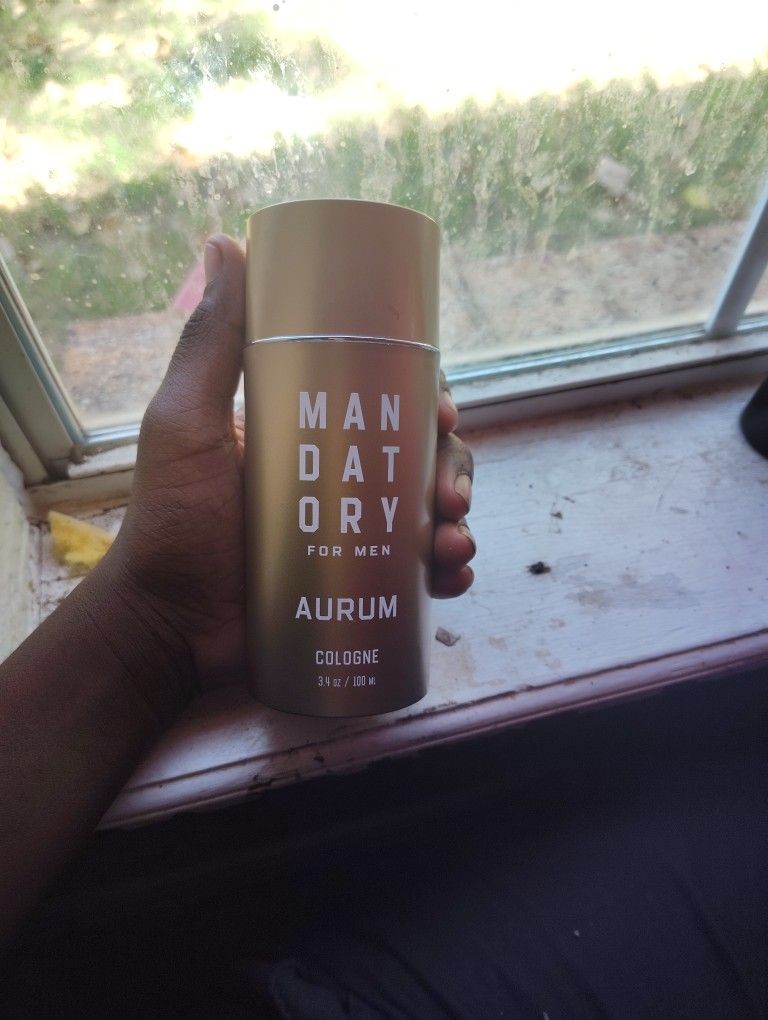 MAN
DAT
ORY
FOR MEN
AURUM
COLOGNE
3.4 oz / 100 ML